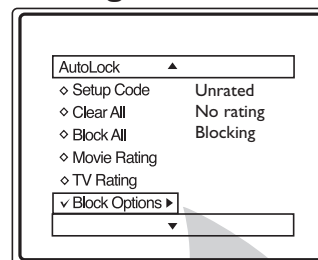 AutoLock
Setup Code Unrated
Clear All No rating
Block All Blocking
Movie Rating
TV Rating
Block Options